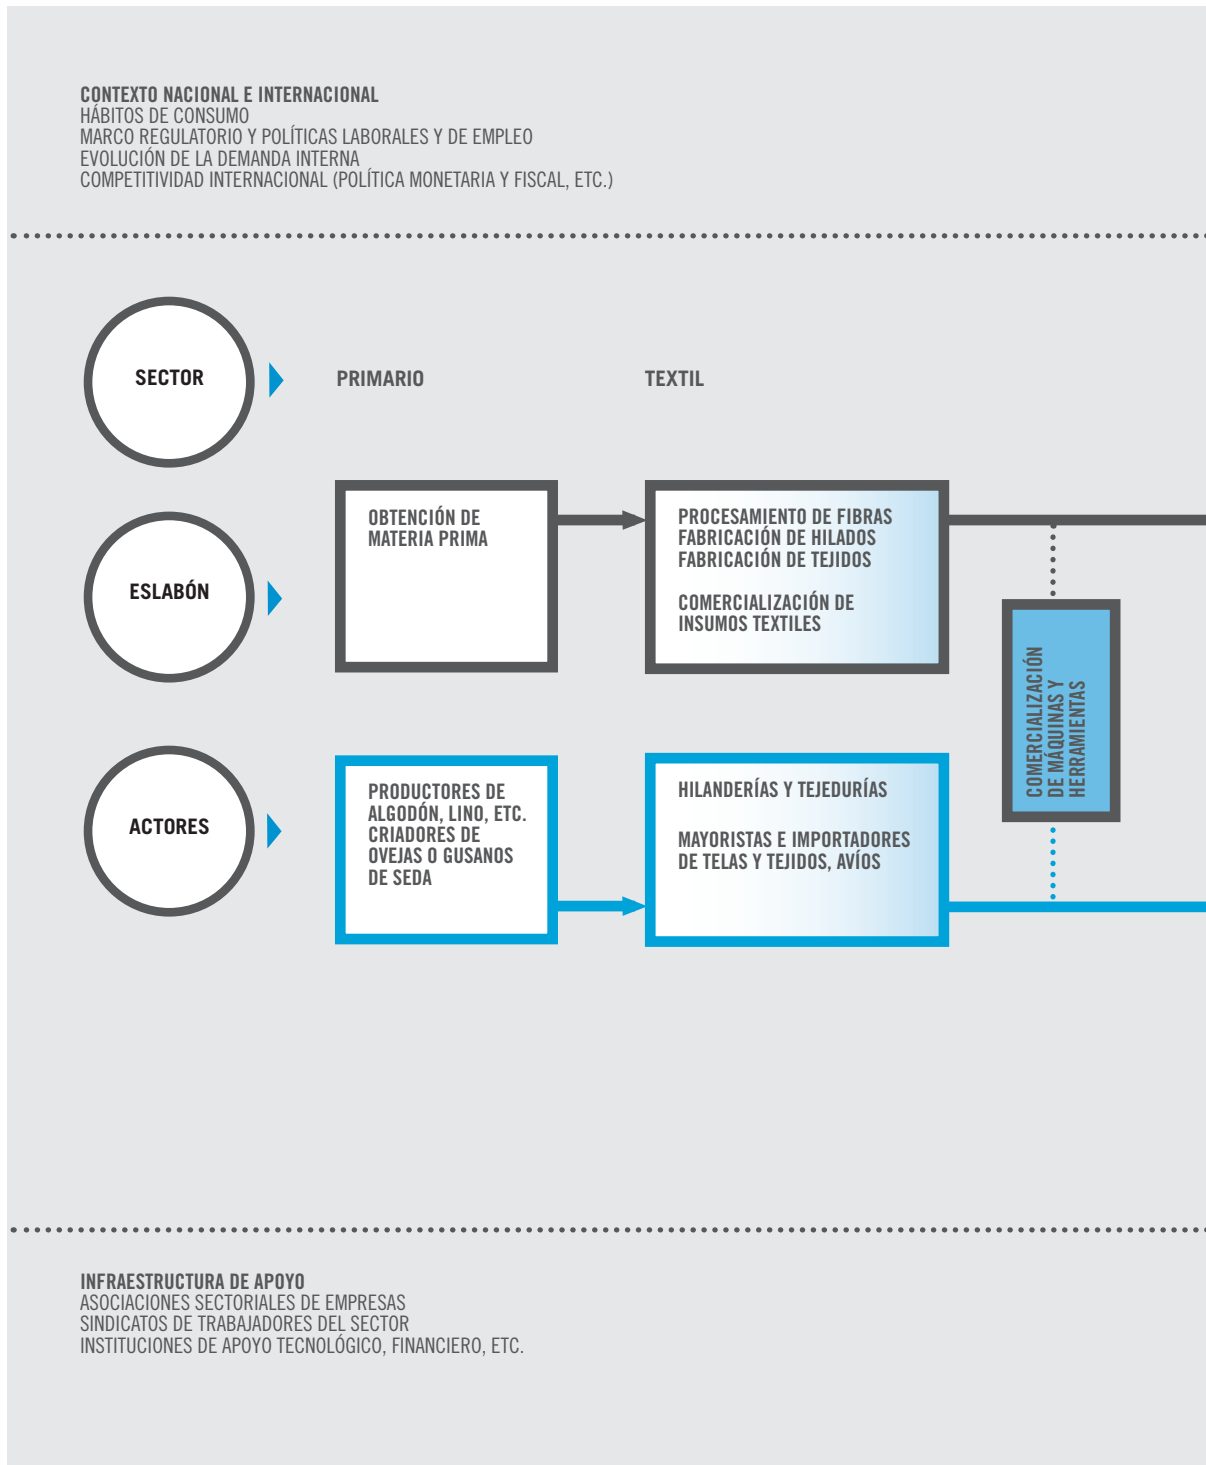 CONTEXTO NACIONAL E INTERNACIONAL
HÁBITOS DE CONSUMO
MARCO REGULATORIO Y POLÍTICAS LABORALES Y DE EMPLEO
EVOLUCIÓN DE LA DEMANDA INTERNA
COMPETITIVIDAD INTERNACIONAL (POLÍTICA MONETARIA Y FISCAL, ETC.)
SECTOR
PRIMARIO
TEXTIL
ESLABÓN
OBTENCIÓN DE
MATERIA PRIMA
PROCESAMIENTO DE FIBRAS
FABRICACIÓN DE HILADOS
FABRICACIÓN DE TEJIDOS
COMERCIALIZACIÓN DE
INSUMOS TEXTILES
COMERCIALIZACIÓN
DE MÁQUINAS Y
HERRAMIENTAS
ACTORES
PRODUCTORES DE
ALGODÓN, LINO, ETC.
CRIADORES DE
OVEJAS O GUSANOS
DE SEDA
HILANDERÍAS Y TEJEDURÍAS
MAYORISTAS E IMPORTADORES
DE TELAS Y TEJIDOS, AVÍOS
INFRAESTRUCTURA DE APOYO
ASOCIACIONES SECTORIALES DE EMPRESAS
SINDICATOS DE TRABAJADORES DEL SECTOR
INSTITUCIONES DE APOYO TECNOLÓGICO, FINANCIERO, ETC.